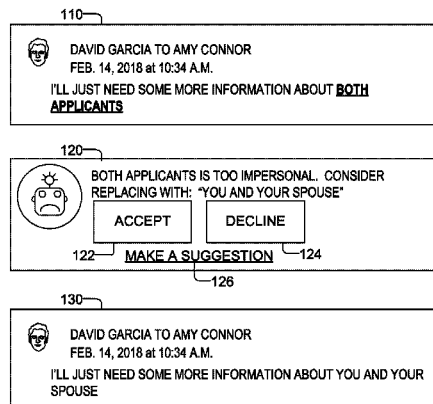 110
DAVID GARCIA TO AMY CONNOR
FEB. 14, 2018 at 10:34 A.M.
I'LL JUST NEED SOME MORE INFORMATION ABOUT BOTH
APPLICANTS
120
BOTH APPLICANTS IS TOO IMPERSONAL. CONSIDER
REPLACING WITH: "YOU AND YOUR SPOUSE"
ACCEPT DECLINE
122 MAKE A SUGGESTION 124
126
130
DAVID GARCIA TO AMY CONNOR
FEB. 14, 2018 at 10:34 A.M.
I'LL JUST NEED SOME MORE INFORMATION ABOUT YOU AND YOUR
SPOUSE